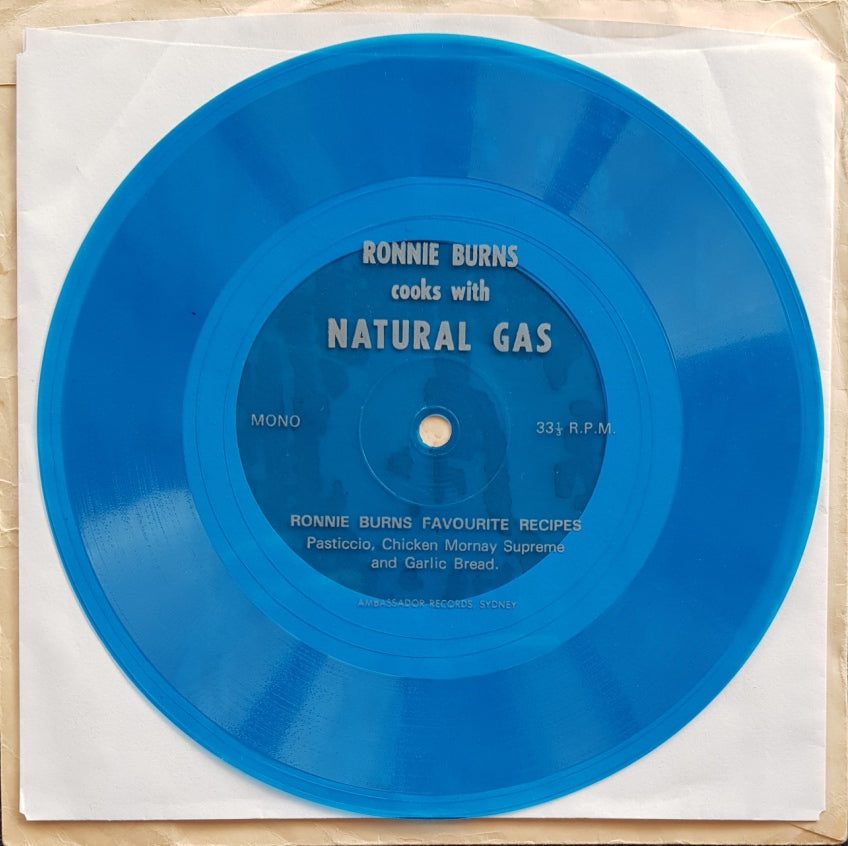 RONNIE BURNS
cooks with
NATURAL GAS
MONO
33⅓ R.P.M.
RONNIE BURNS FAVOURITE RECIPES
Pasticcio, Chicken Mornay Supreme
and Garlic Bread.
AMBASSADOR RECORDS, SYDNEY